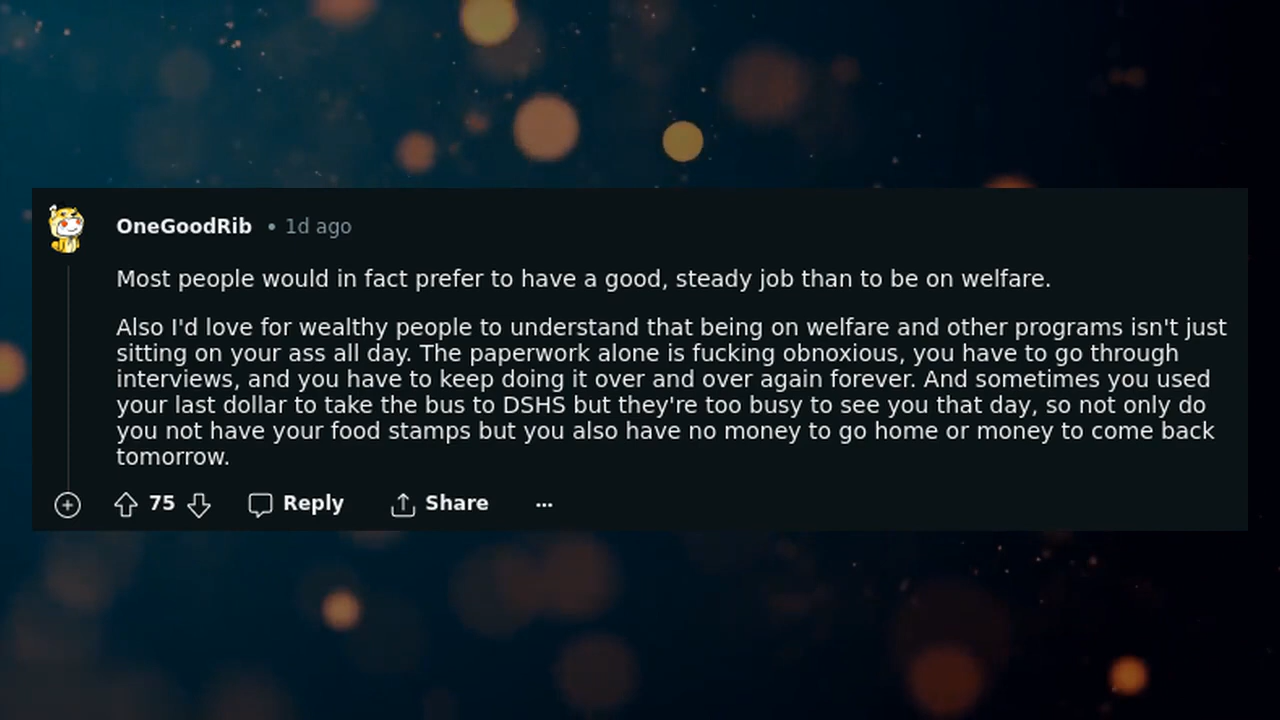 OneGoodRib • 1d ago
Most people would in fact prefer to have a good, steady job than to be on welfare.
Also I'd love for wealthy people to understand that being on welfare and other programs isn't just
sitting on your ass all day. The paperwork alone is fucking obnoxious, you have to go through
interviews, and you have to keep doing it over and over again forever. And sometimes you used
your last dollar to take the bus to DSHS but they're too busy to see you that day, so not only do
you not have your food stamps but you also have no money to go home or money to come back
tomorrow.
75 Reply Share ...